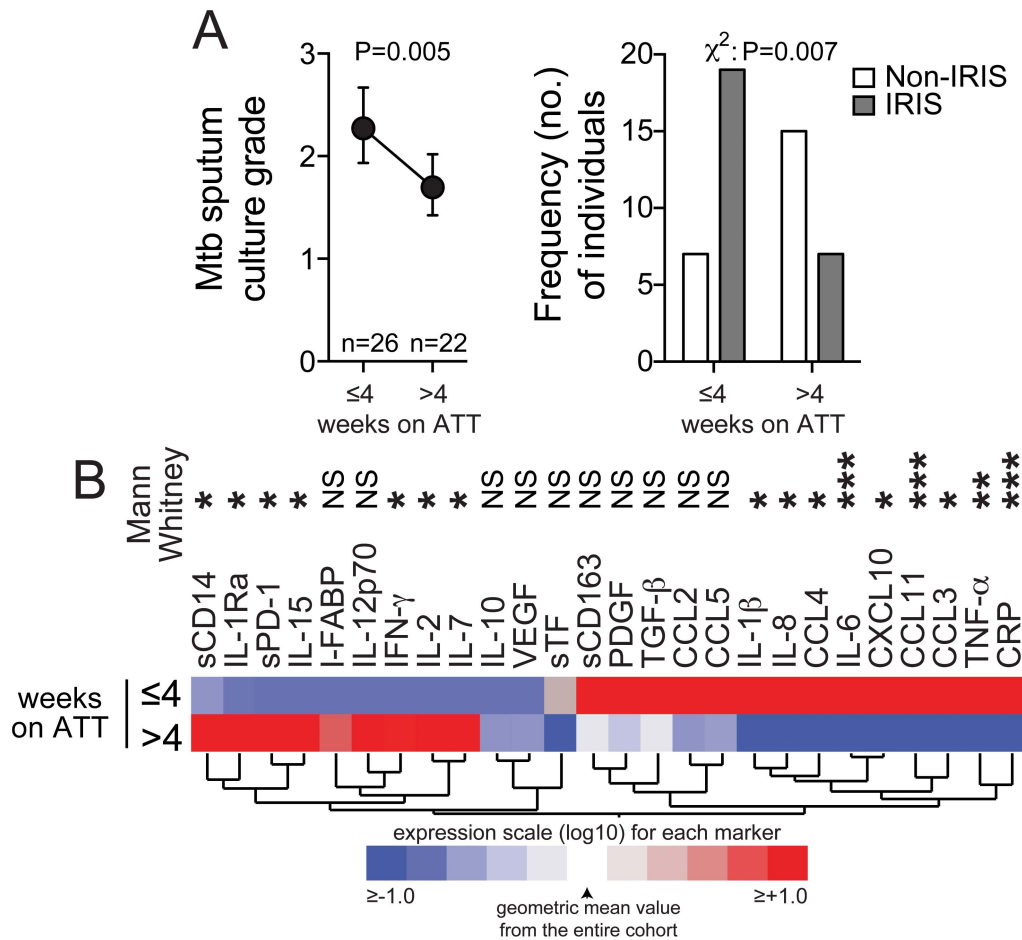 A
P=0.005
Mtb sputum
culture grade
3
2
1
0
n=26 n=22
≤4 >4
weeks on ATT
χ²: P=0.007
Frequency (no.)
of individuals
20
15
10
5
0
≤4 >4
weeks on ATT
Non-IRIS
IRIS
B
Mann
Whitney
* * * * NS NS * * * NS NS NS NS NS NS NS NS * * * *** * *** * ** ***
sCD14 IL-1Ra sPD-1 IL-15 I-FABP IL-12p70 IFN-γ IL-2 IL-7 IL-10 VEGF sTF sCD163 PDGF TGF-β CCL2 CCL5 IL-1β IL-8 CCL4 IL-6 CXCL10 CCL11 CCL3 TNF-α CRP
weeks
on ATT
≤4
>4
expression scale (log10) for each marker
≥-1.0 ≥+1.0
geometric mean value
from the entire cohort